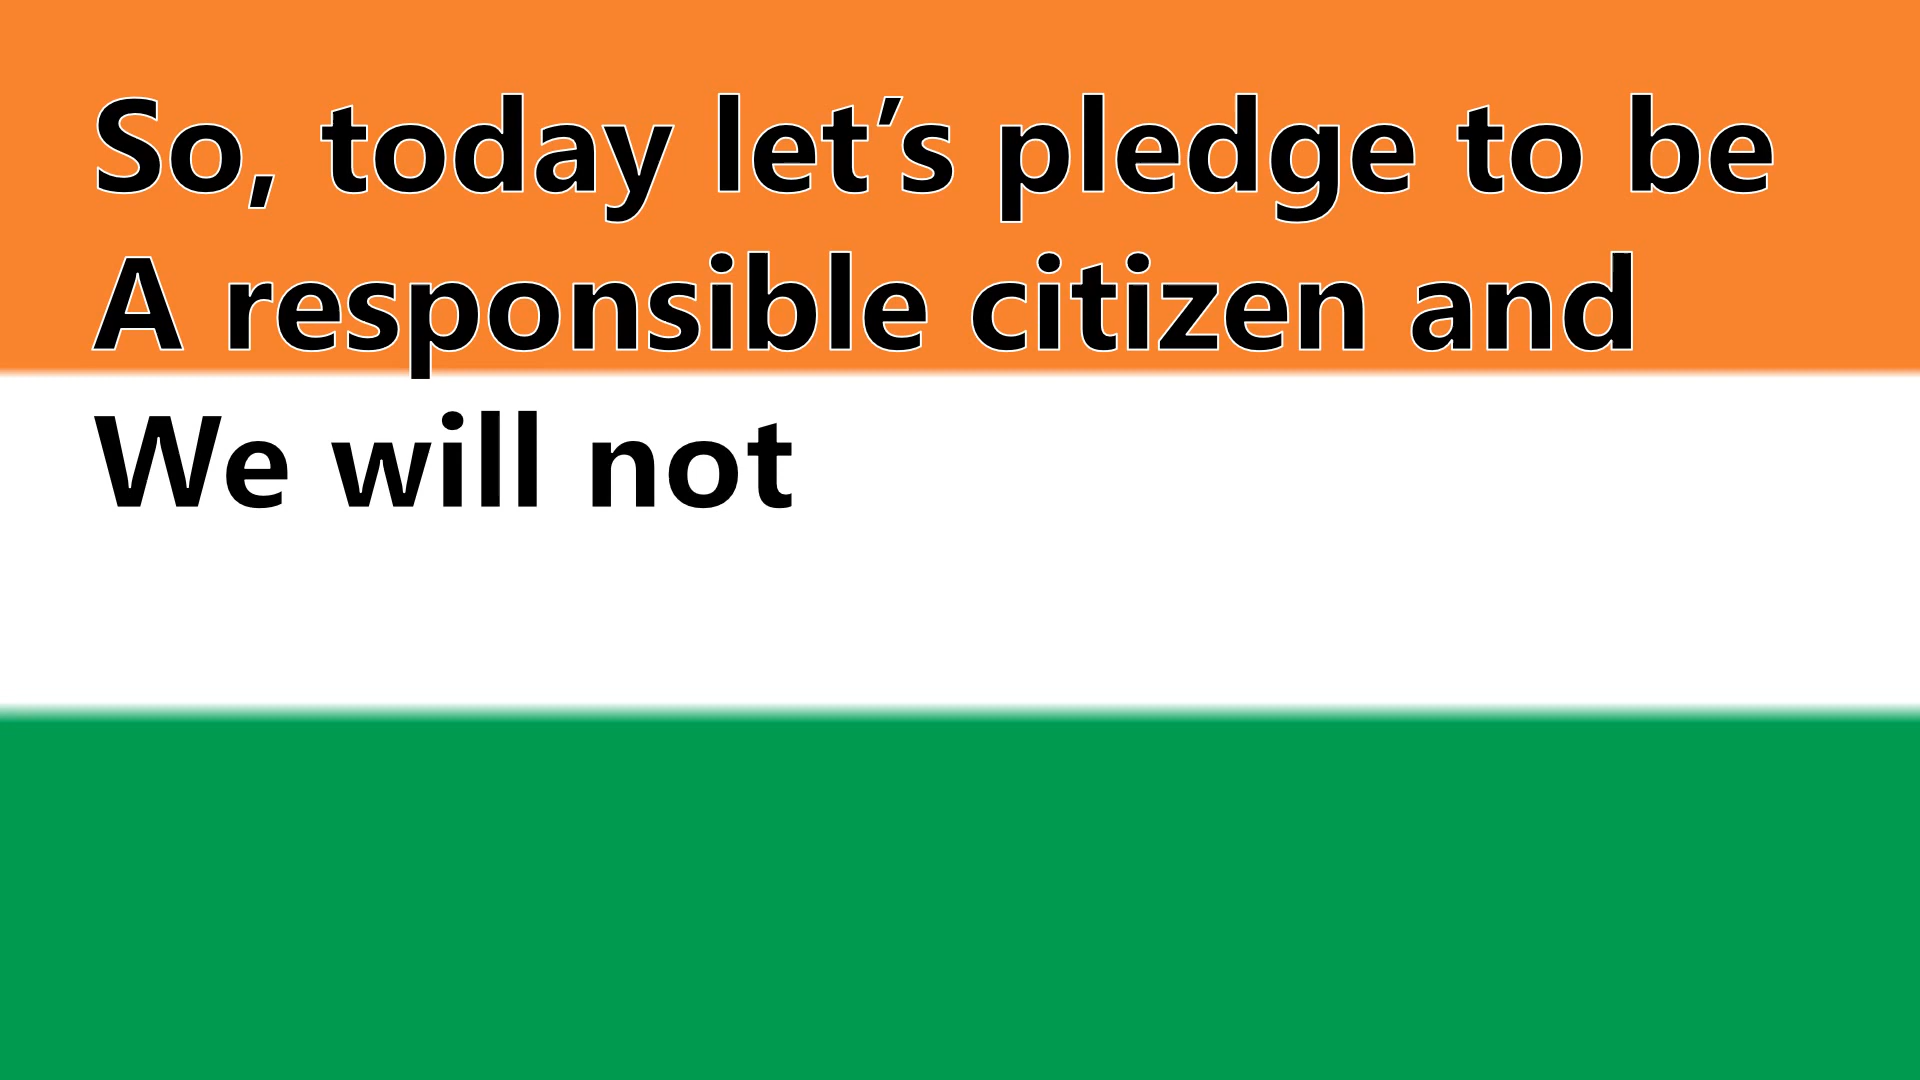 So, today let’s pledge to be
A responsible citizen and
We will not